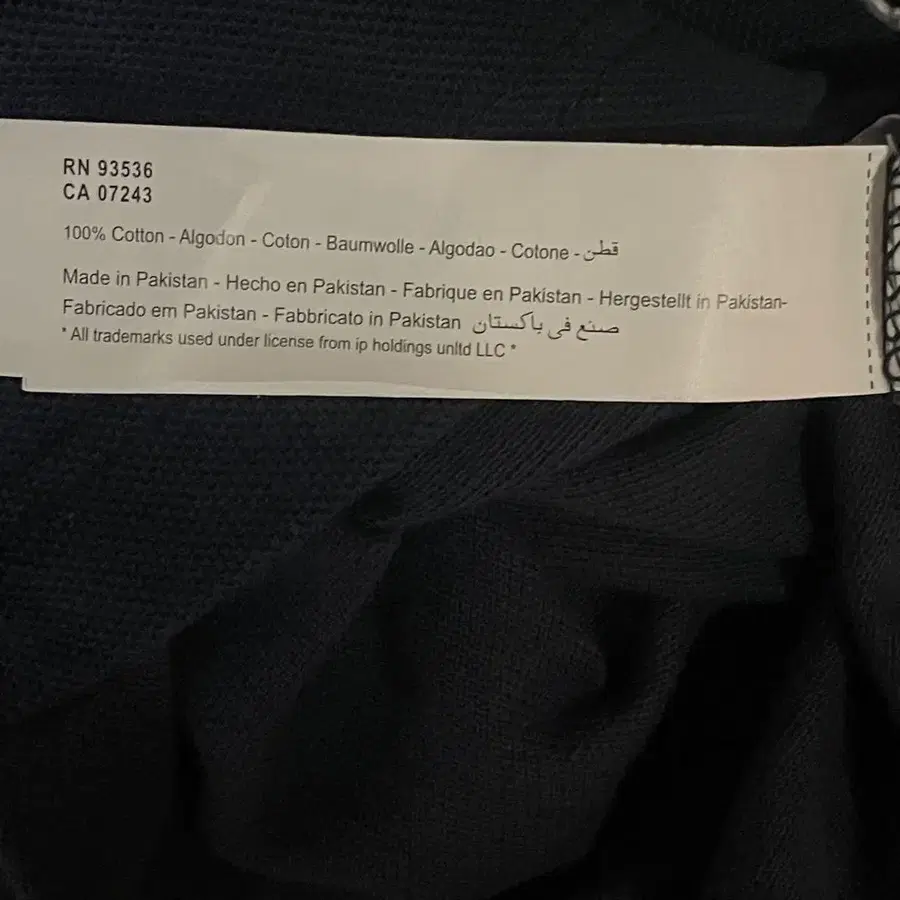 RN 93536
CA 07243
100% Cotton - Algodon - Coton - Baumwolle - Algodao - Cotone - قطن
Made in Pakistan - Hecho en Pakistan - Fabrique en Pakistan - Hergestellt in Pakistan-
Fabricado em Pakistan - Fabbricato in Pakistan صنع في باكستان
* All trademarks used under license from ip holdings unltd LLC *